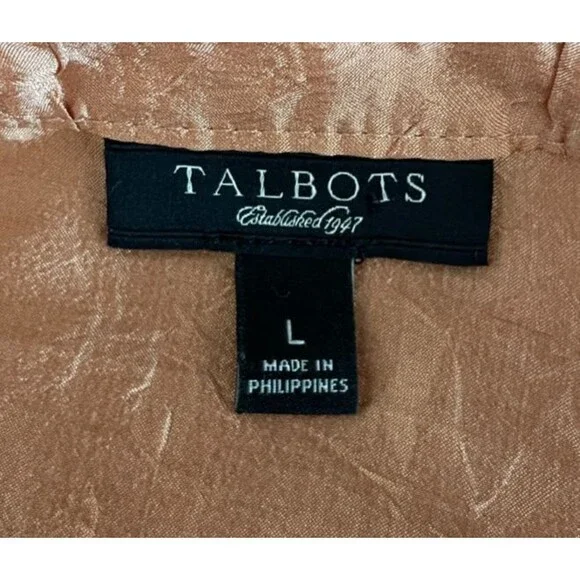 TALBOTS
Established 1947
L
MADE IN
PHILIPPINES